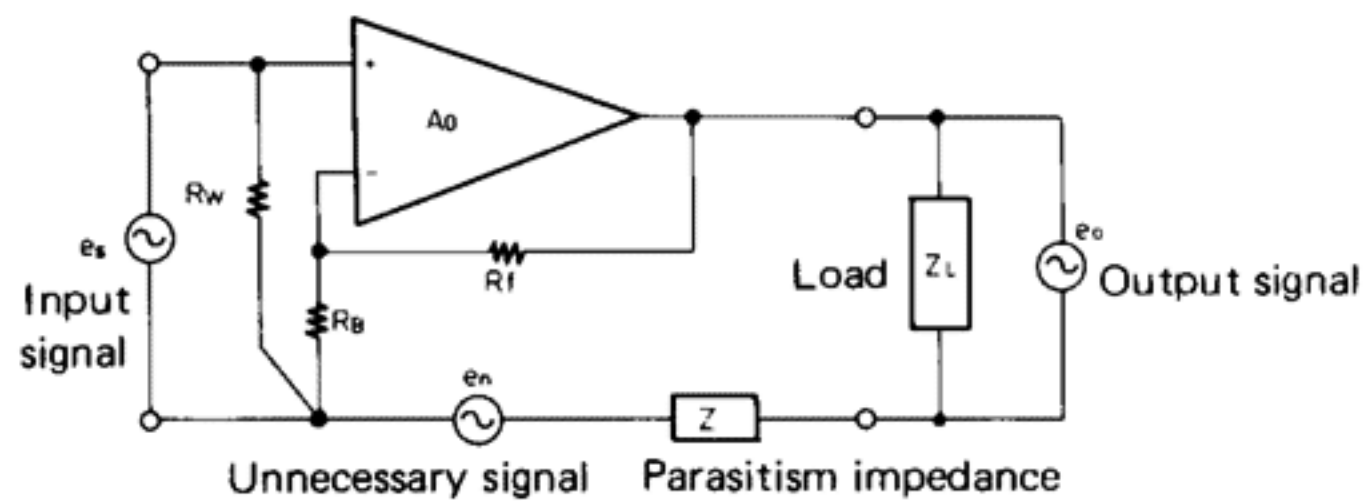 +
A0
-
Rw
es
Input
signal
Rf
RB
Load
ZL
eo
Output signal
en
Z
Unnecessary signal
Parasitism impedance